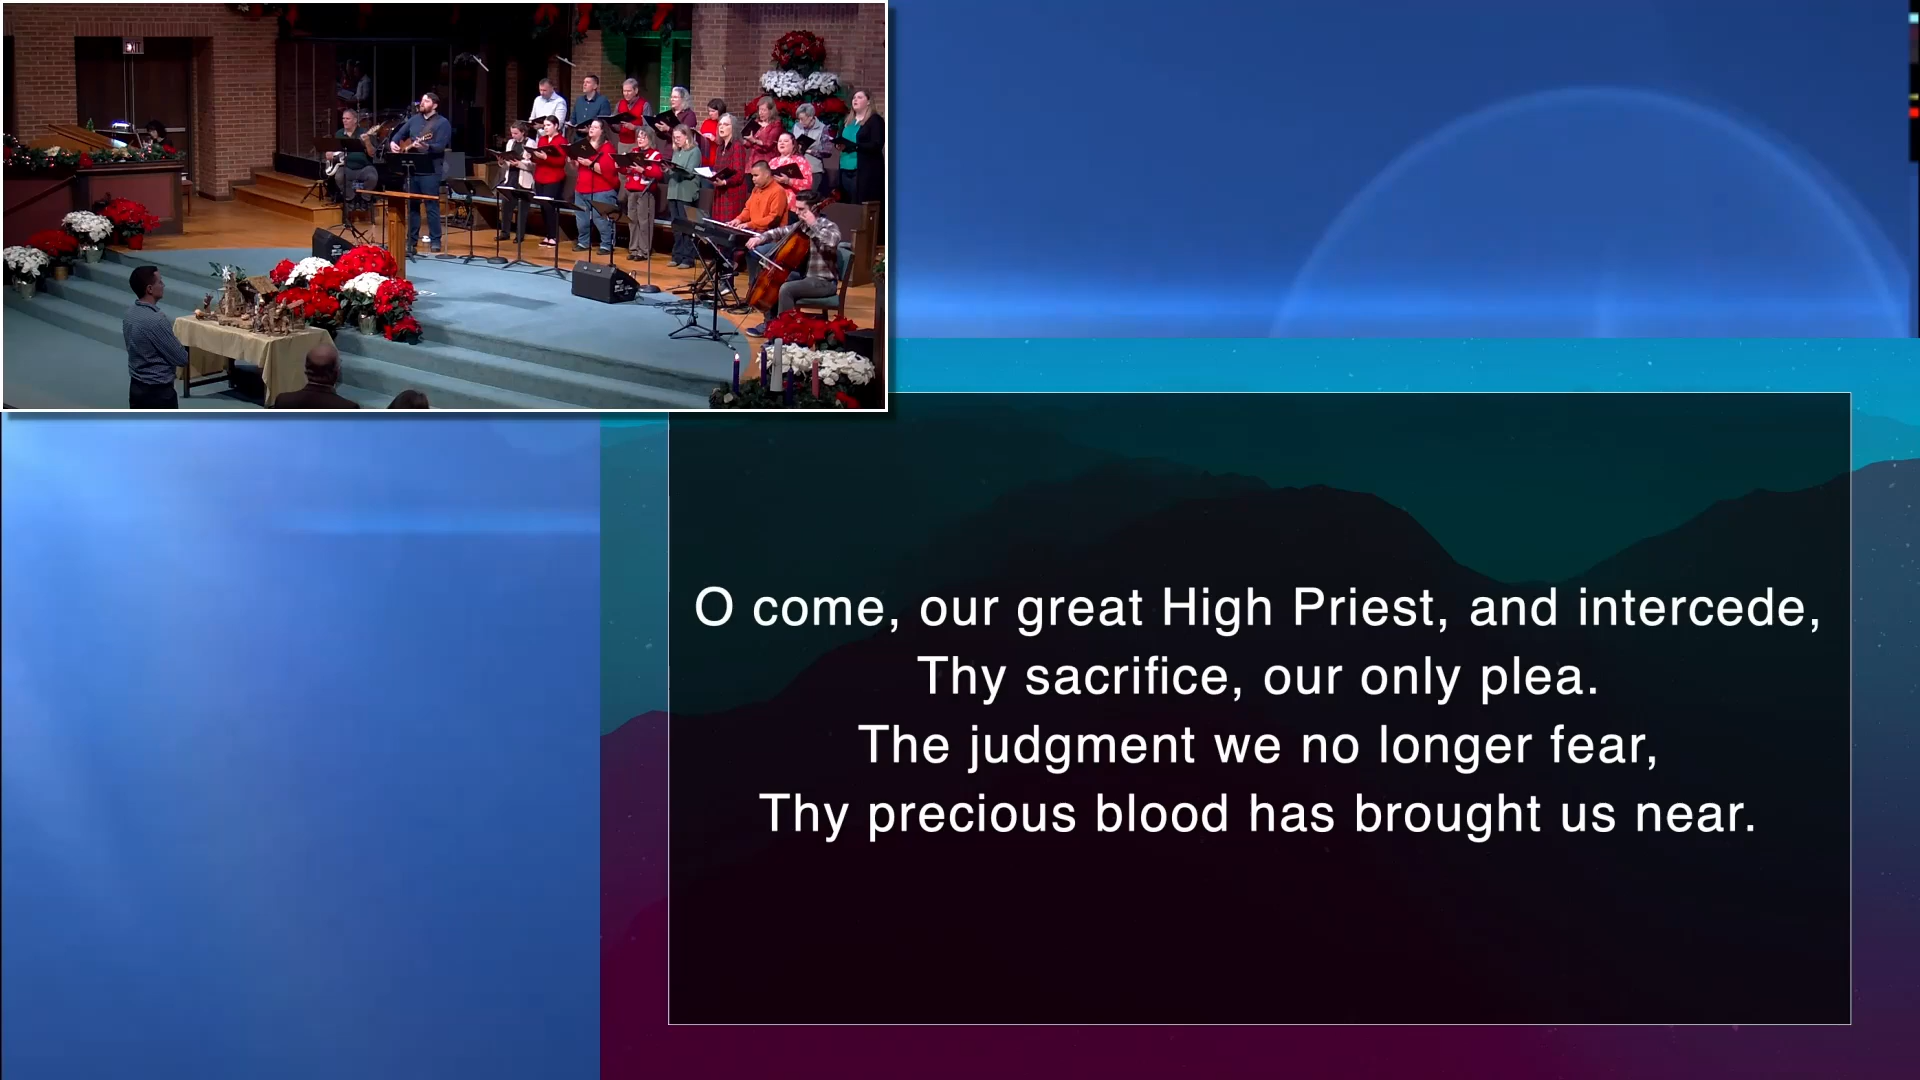 O come, our great High Priest, and intercede,
Thy sacrifice, our only plea.
The judgment we no longer fear,
Thy precious blood has brought us near.